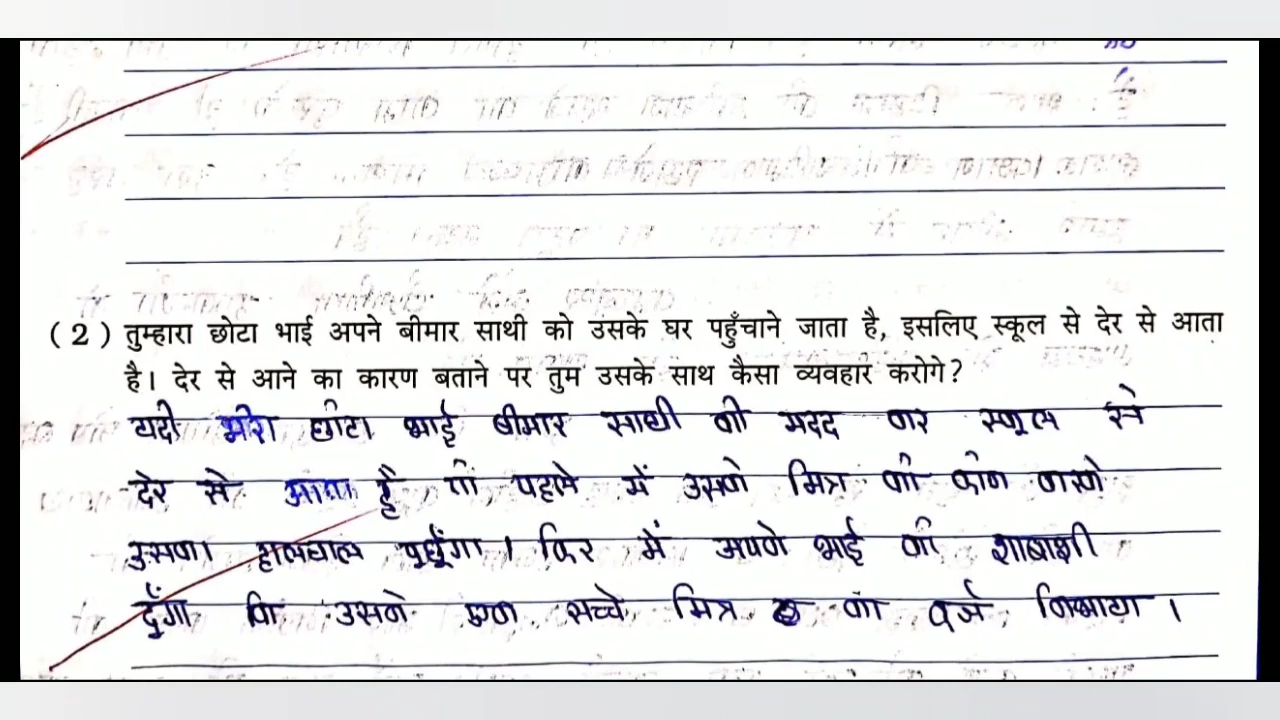 ( 2 ) तुम्हारा छोटा भाई अपने बीमार साथी को उसके घर पहुँचाने जाता है, इसलिए स्कूल से देर से आता
है। देर से आने का कारण बताने पर तुम उसके साथ कैसा व्यवहार करोगे?
यदी मेरा छोटा भाई बीमार साथी की मदद कर स्कूल से
देर से आता है तो पहले में उसके मित्र को फोन करके
उसका हालचाल पुछूँगा । फिर में अपने भाई को शाबाशी
दुँगा कि उसने एक सच्चे मित्र का फर्ज निभाया ।